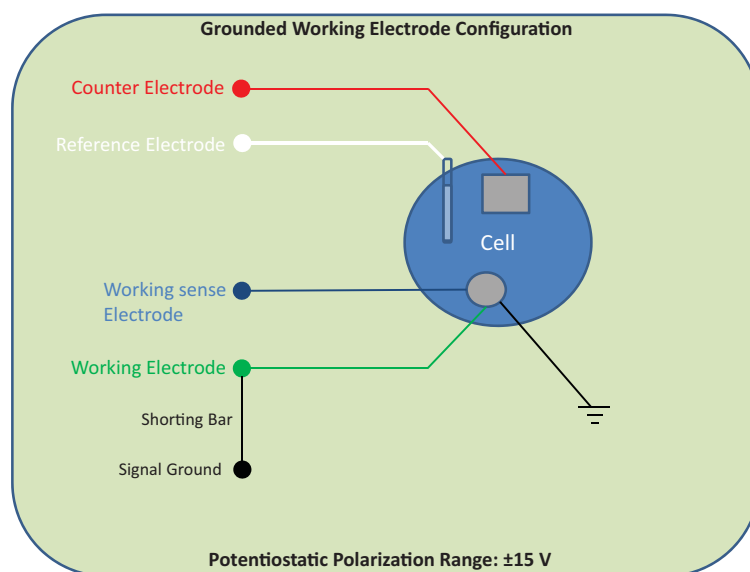 Grounded Working Electrode Configuration
Counter Electrode
Reference Electrode
Cell
Working sense
Electrode
Working Electrode
Shorting Bar
Signal Ground
Potentiostatic Polarization Range: ±15 V